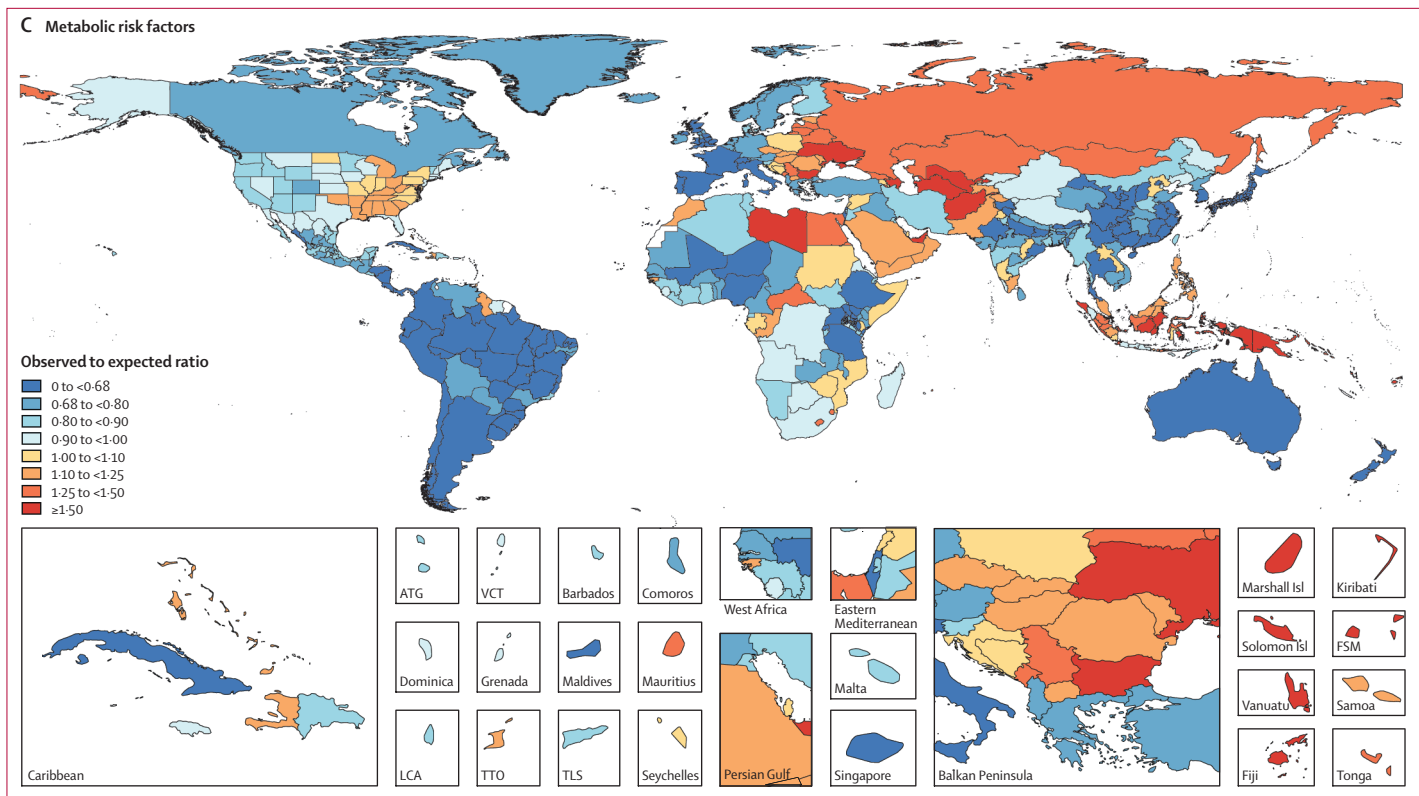 C Metabolic risk factors
Observed to expected ratio
0 to <0·68
0·68 to <0·80
0·80 to <0·90
0·90 to <1·00
1·00 to <1·10
1·10 to <1·25
1·25 to <1·50
≥1·50
Caribbean
ATG
VCT
Barbados
Comoros
Dominica
Grenada
Maldives
Mauritius
LCA
TTO
TLS
Seychelles
West Africa
Eastern
Mediterranean
Persian Gulf
Malta
Singapore
Balkan Peninsula
Marshall Isl
Kiribati
Solomon Isl
FSM
Vanuatu
Samoa
Fiji
Tonga